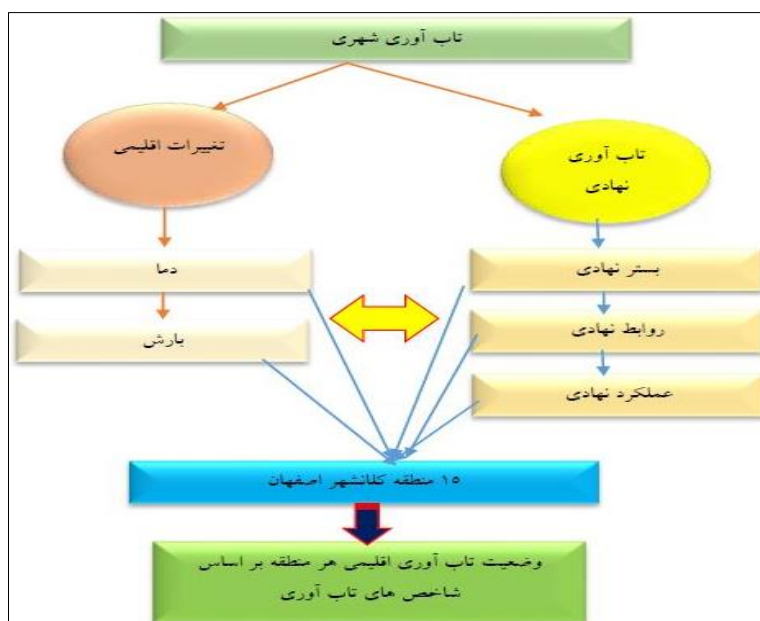 تاب آوری شهری
تغییرات اقلیمی
تاب آوری
نهادی
دما
بستر نهادی
بارش
روابط نهادی
عملکرد نهادی
۱۵ منطقه کلانشهر اصفهان
وضعیت تاب آوری اقلیمی هر منطقه بر اساس
شاخص های تاب آوری